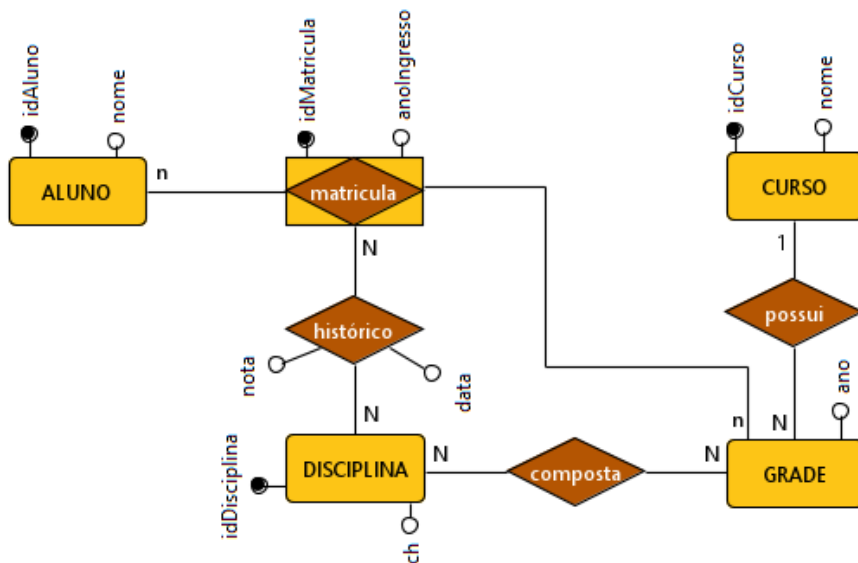 idAluno
nome
idMatricula
anoIngresso
idCurso
nome
ALUNO
n
matricula
CURSO
N
1
histórico
possui
nota
data
ano
N
n
N
idDisciplina
DISCIPLINA
N
composta
N
GRADE
ch